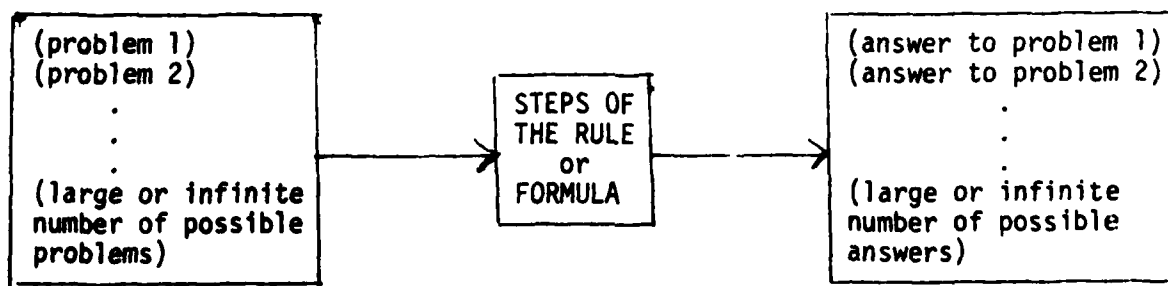 (problem 1)
(problem 2)
.
.
.
(large or infinite
number of possible
problems)
STEPS OF
THE RULE
or
FORMULA
(answer to problem 1)
(answer to problem 2)
.
.
.
(large or infinite
number of possible
answers)